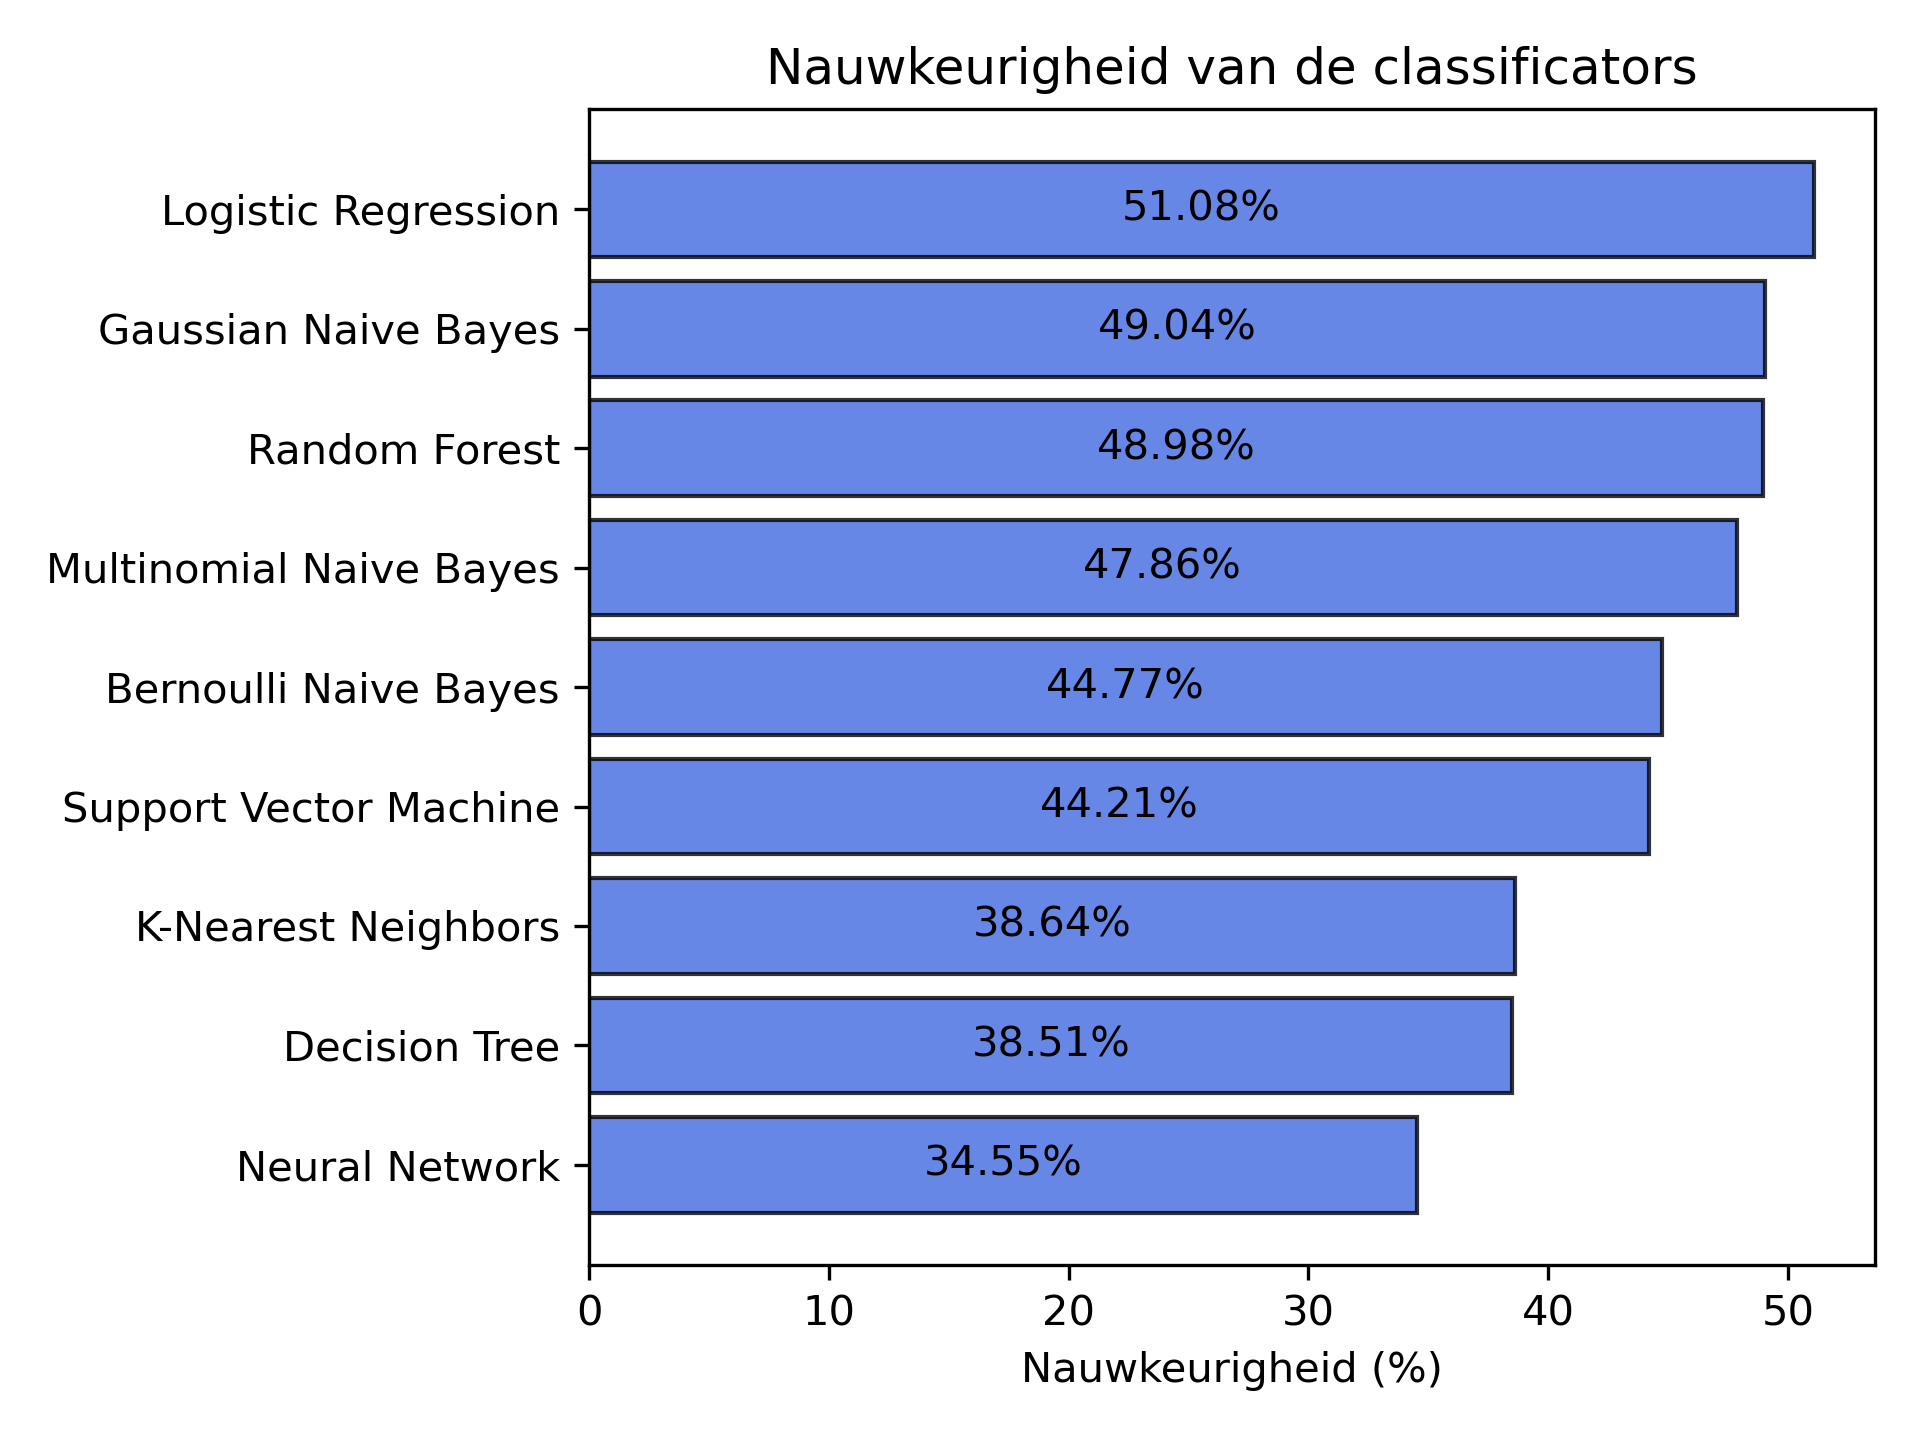 Nauwkeurigheid van de classificators
Logistic Regression 51.08%
Gaussian Naive Bayes 49.04%
Random Forest 48.98%
Multinomial Naive Bayes 47.86%
Bernoulli Naive Bayes 44.77%
Support Vector Machine 44.21%
K-Nearest Neighbors 38.64%
Decision Tree 38.51%
Neural Network 34.55%
0 10 20 30 40 50
Nauwkeurigheid (%)